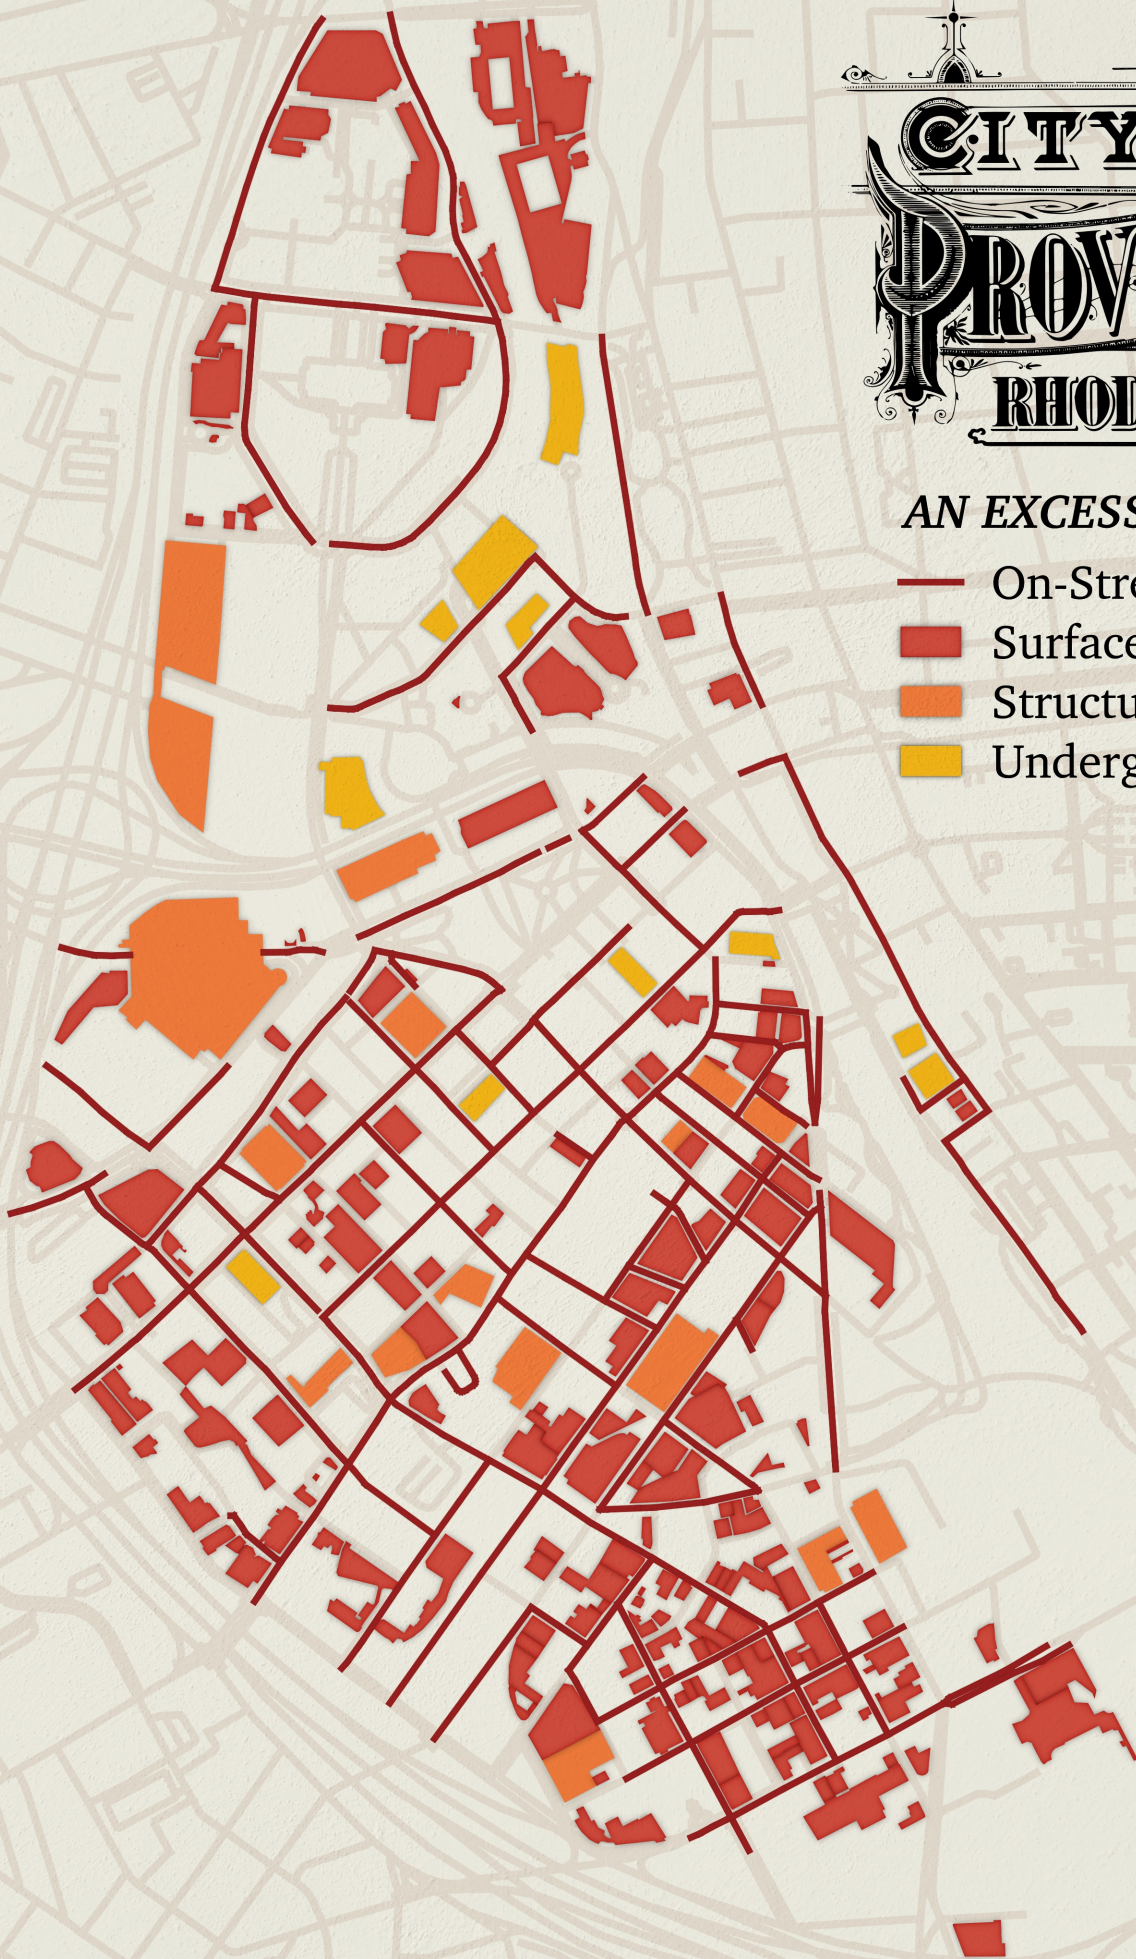 CITY
PROV
RHOD
AN EXCESS
On-Stre
Surface
Structu
Underg